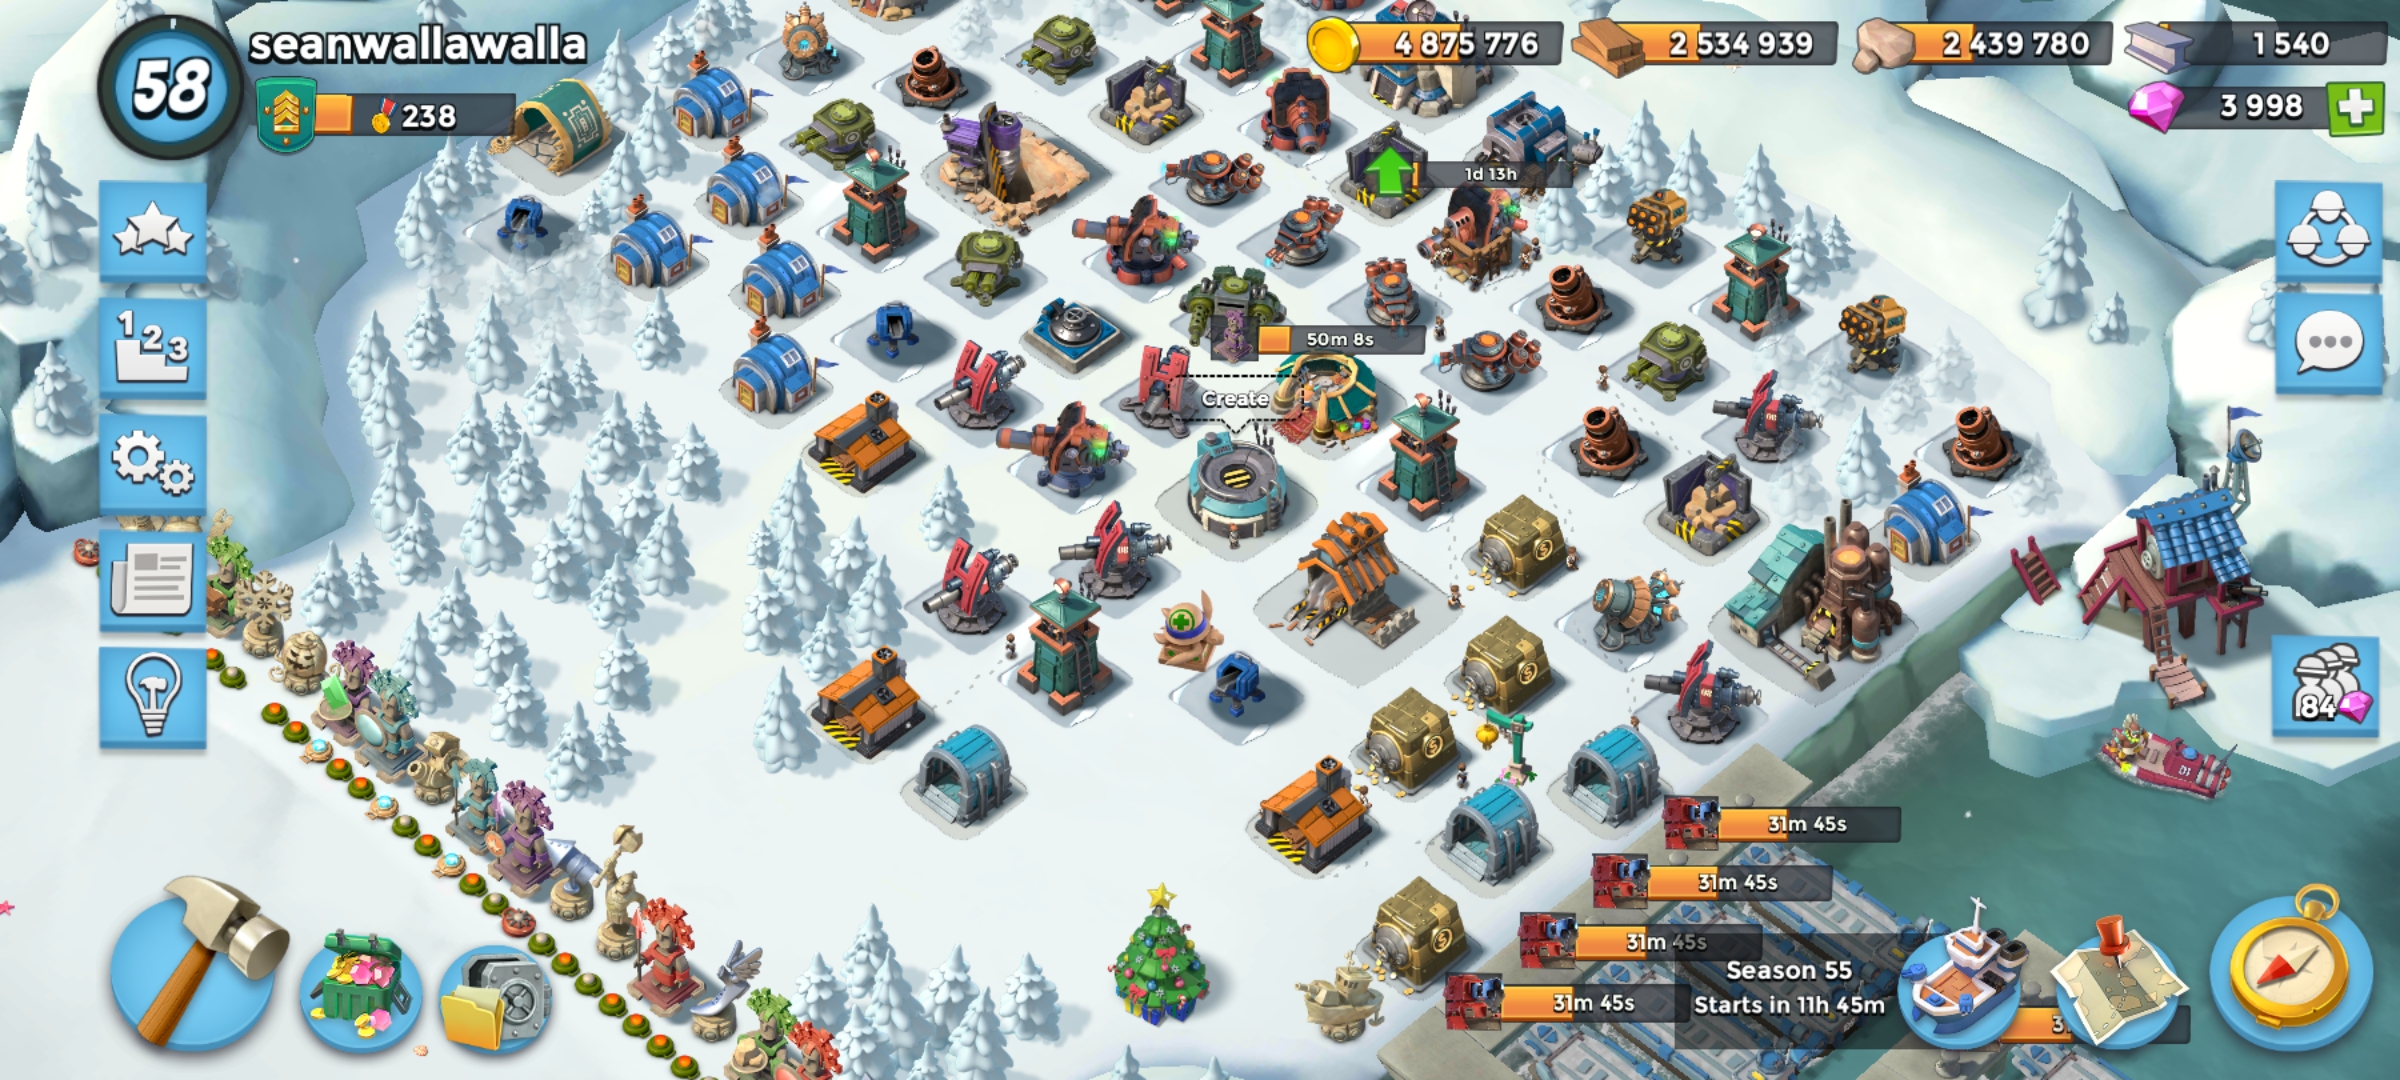 58
seanwallawalla
238
4 875 776
2 534 939
2 439 780
1 540
3 998
1d 13h
50m 8s
Create
123
84
31m 45s
31m 45s
31m 45s
31m 45s
Season 55
Starts in 11h 45m